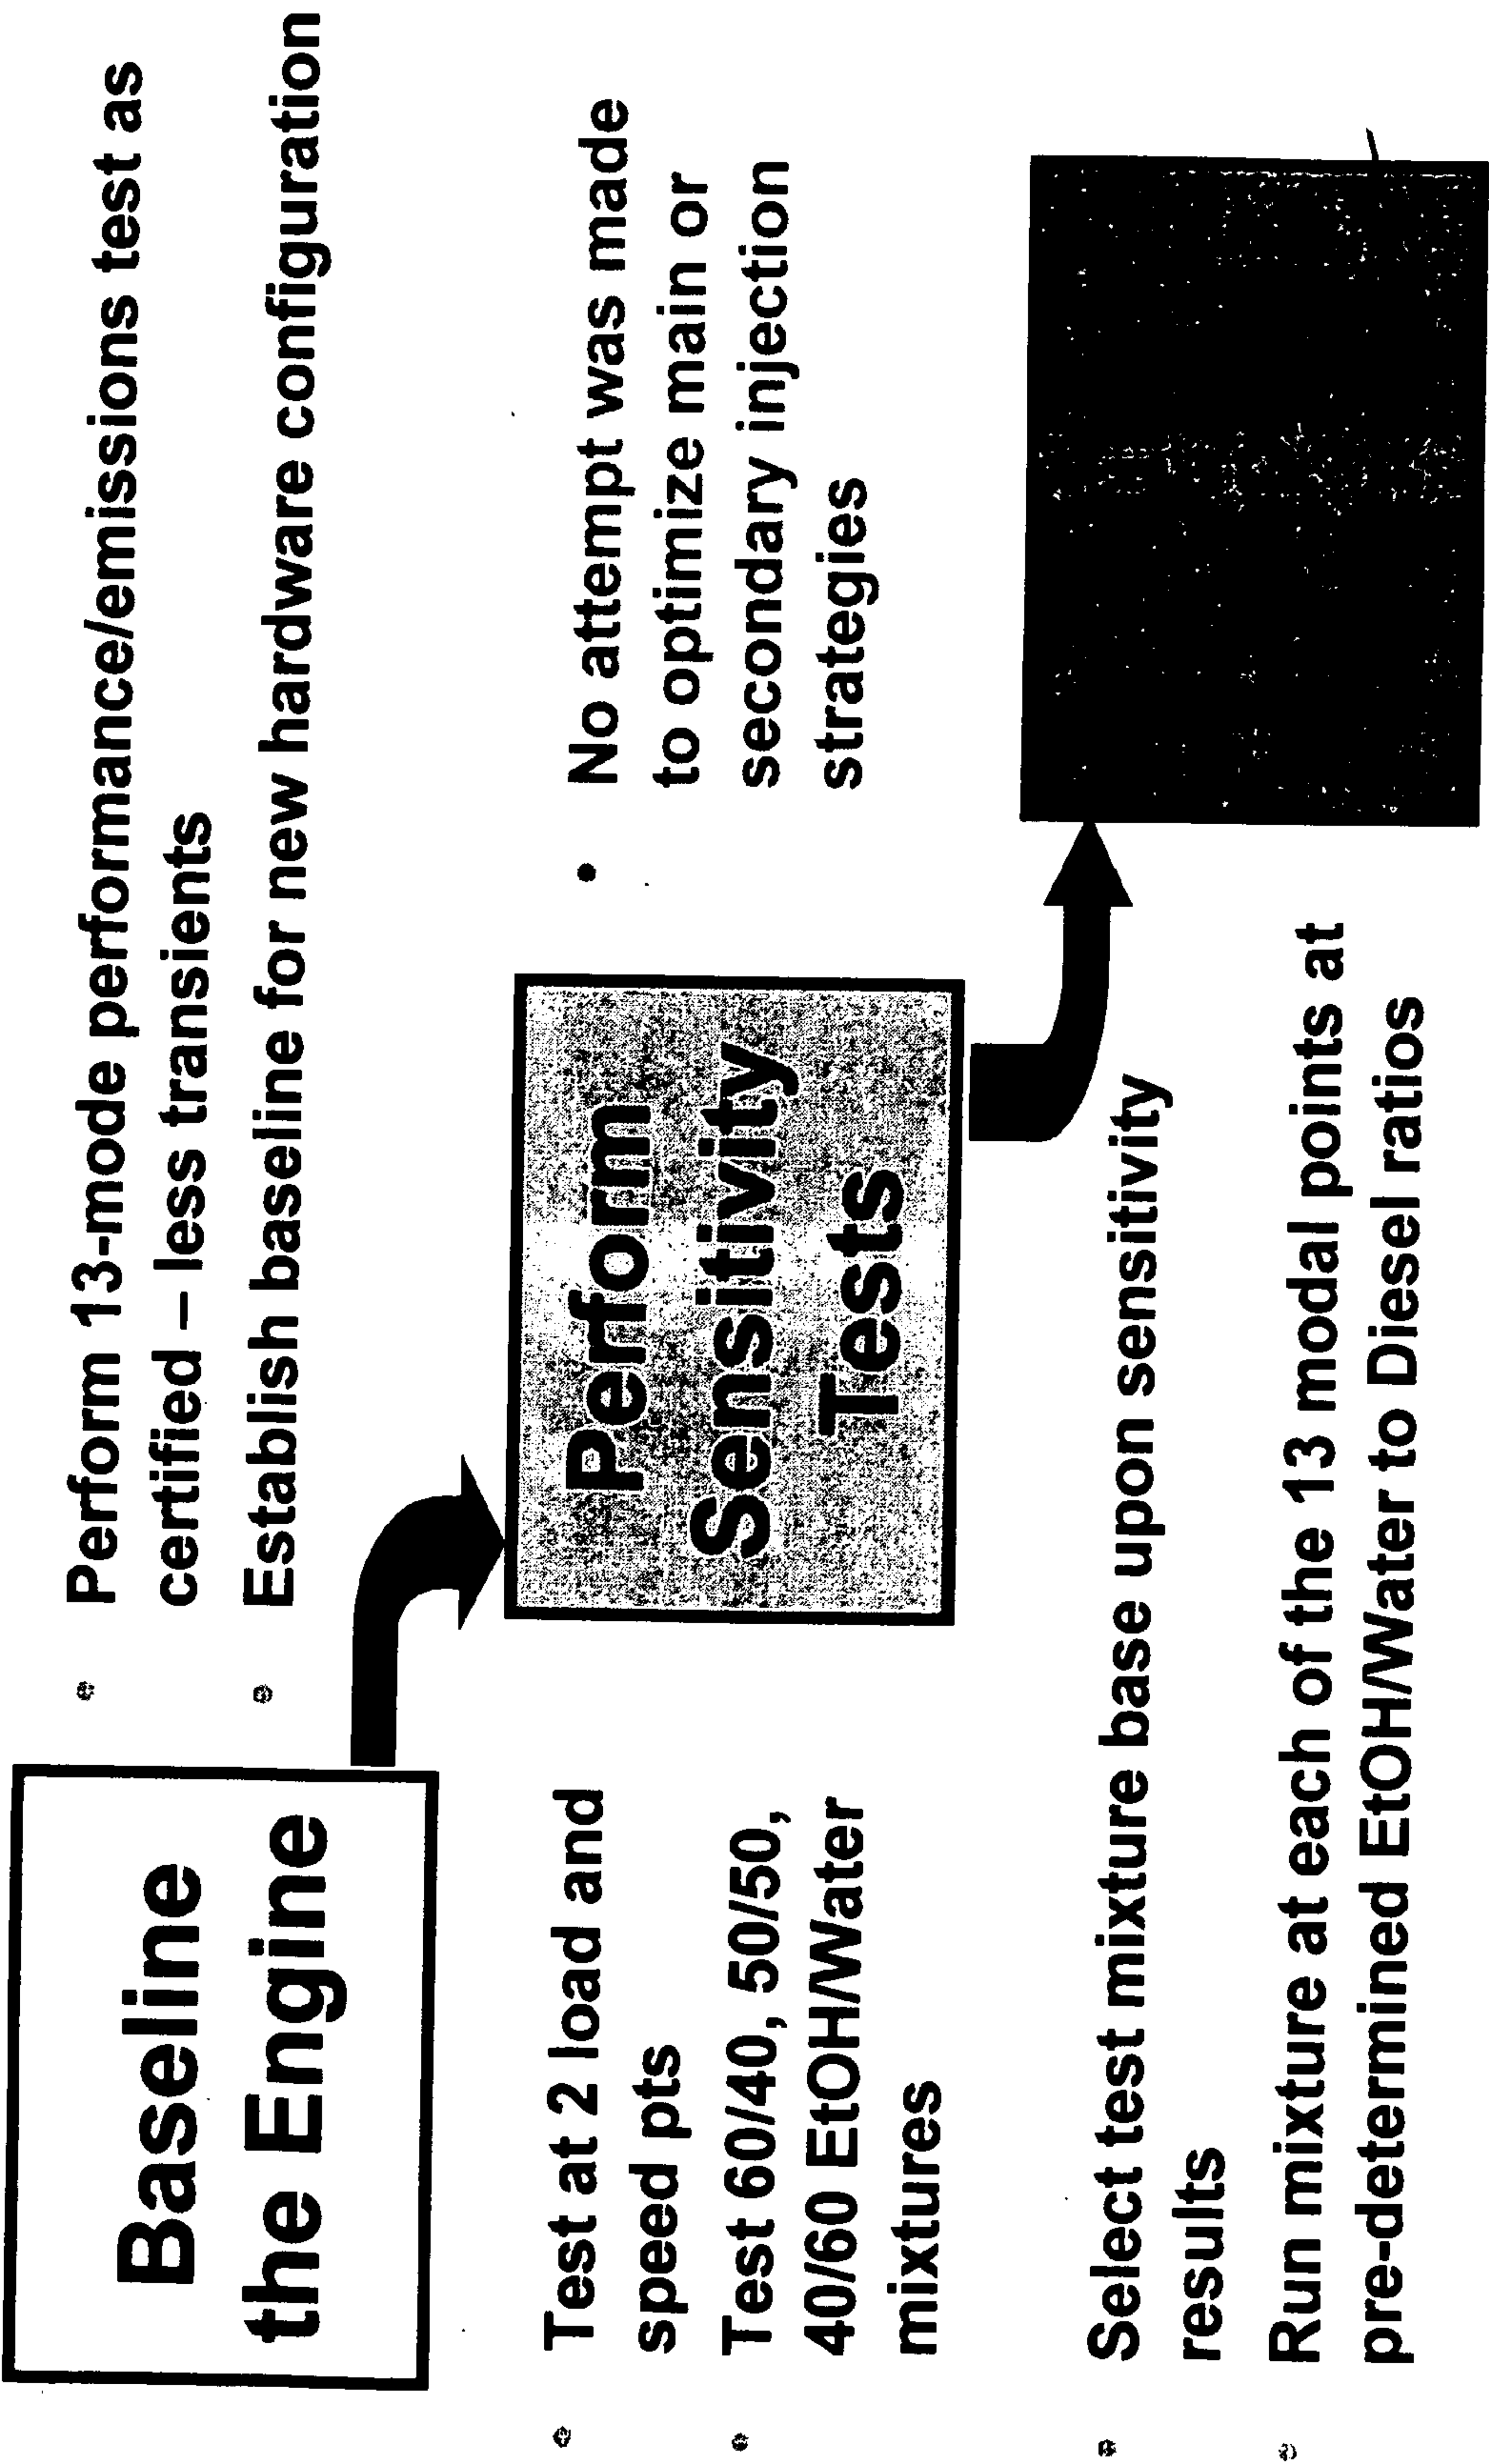 Baseline
the Engine
• Perform 13-mode performance/emissions test as
certified – less transients
• Establish baseline for new hardware configuration
• Test at 2 load and
speed pts
• Test 60/40, 50/50,
40/60 EtOH/Water
mixtures
Perform
Sensitivity
Tests
• No attempt was made
to optimize main or
secondary injection
strategies
• Select test mixture base upon sensitivity
results
• Run mixture at each of the 13 modal points at
pre-determined EtOH/Water to Diesel ratios